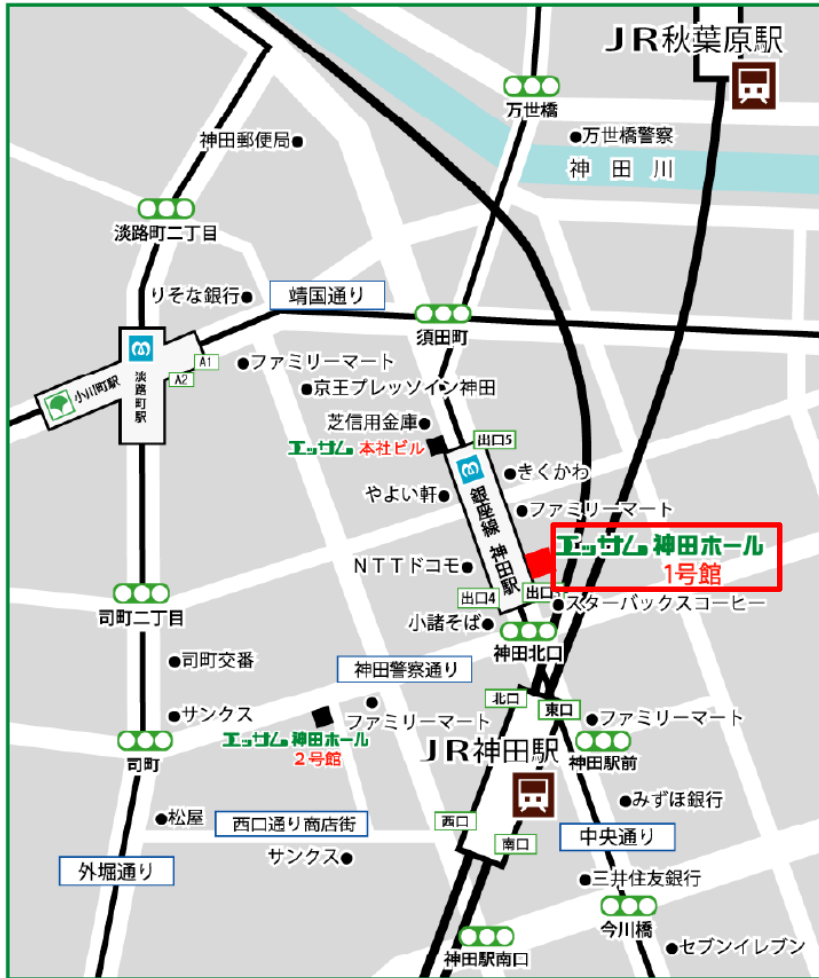 JR秋葉原駅
万世橋
万世橋警察
神田郵便局
神田川
淡路町二丁目
りそな銀行
靖国通り
須田町
A1
A2
小川町駅
淡路町駅
ファミリーマート
京王プレッソイン神田
芝信用金庫
エッサム 本社ビル
出口5
きくかわ
やよい軒
銀座線 神田駅
ファミリーマート
エッサム 神田ホール
1号館
NTTドコモ
出口4
出口
スターバックスコーヒー
司町二丁目
小諸そば
神田北口
司町交番
神田警察通り
北口
東口
サンクス
ファミリーマート
ファミリーマート
エッサム 神田ホール
2号館
司町
JR神田駅
神田駅前
みずほ銀行
松屋
西口通り商店街
西口
南口
中央通り
サンクス
外堀通り
三井住友銀行
今川橋
神田駅南口
セブンイレブン